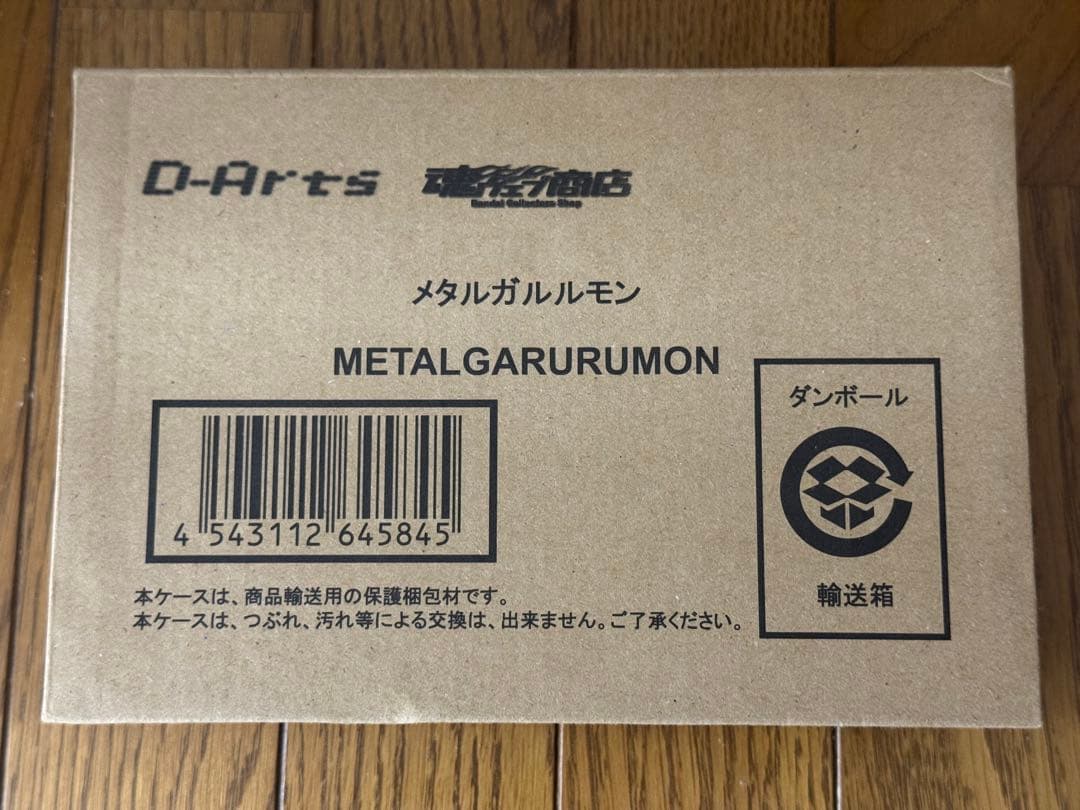 D-Arts
魂ウェブ商店
Bandai Collectors Shop
メタルガルルモン
METALGARURUMON
4 543112 645845
本ケースは、商品輸送用の保護梱包材です。
本ケースは、つぶれ、汚れ等による交換は、出来ません。ご了承ください。
ダンボール
輸送箱